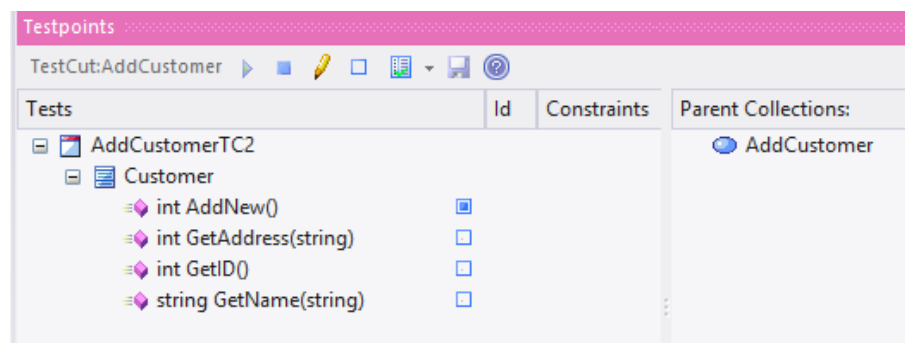 Testpoints
TestCut:AddCustomer
Tests Id Constraints Parent Collections:
AddCustomerTC2 AddCustomer
Customer
int AddNew()
int GetAddress(string)
int GetID()
string GetName(string)